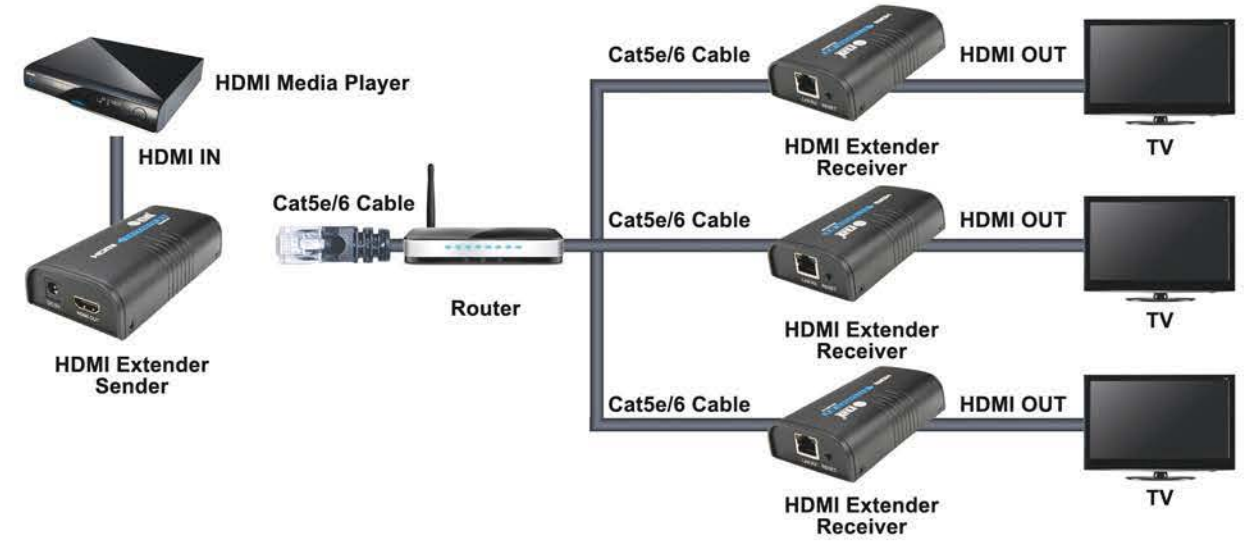 HDMI Media Player
HDMI IN
HDMI Extender
Sender
Cat5e/6 Cable
Router
Cat5e/6 Cable
HDMI OUT
HDMI Extender
Receiver
TV
Cat5e/6 Cable
HDMI OUT
HDMI Extender
Receiver
TV
Cat5e/6 Cable
HDMI OUT
HDMI Extender
Receiver
TV
HDMI OUT